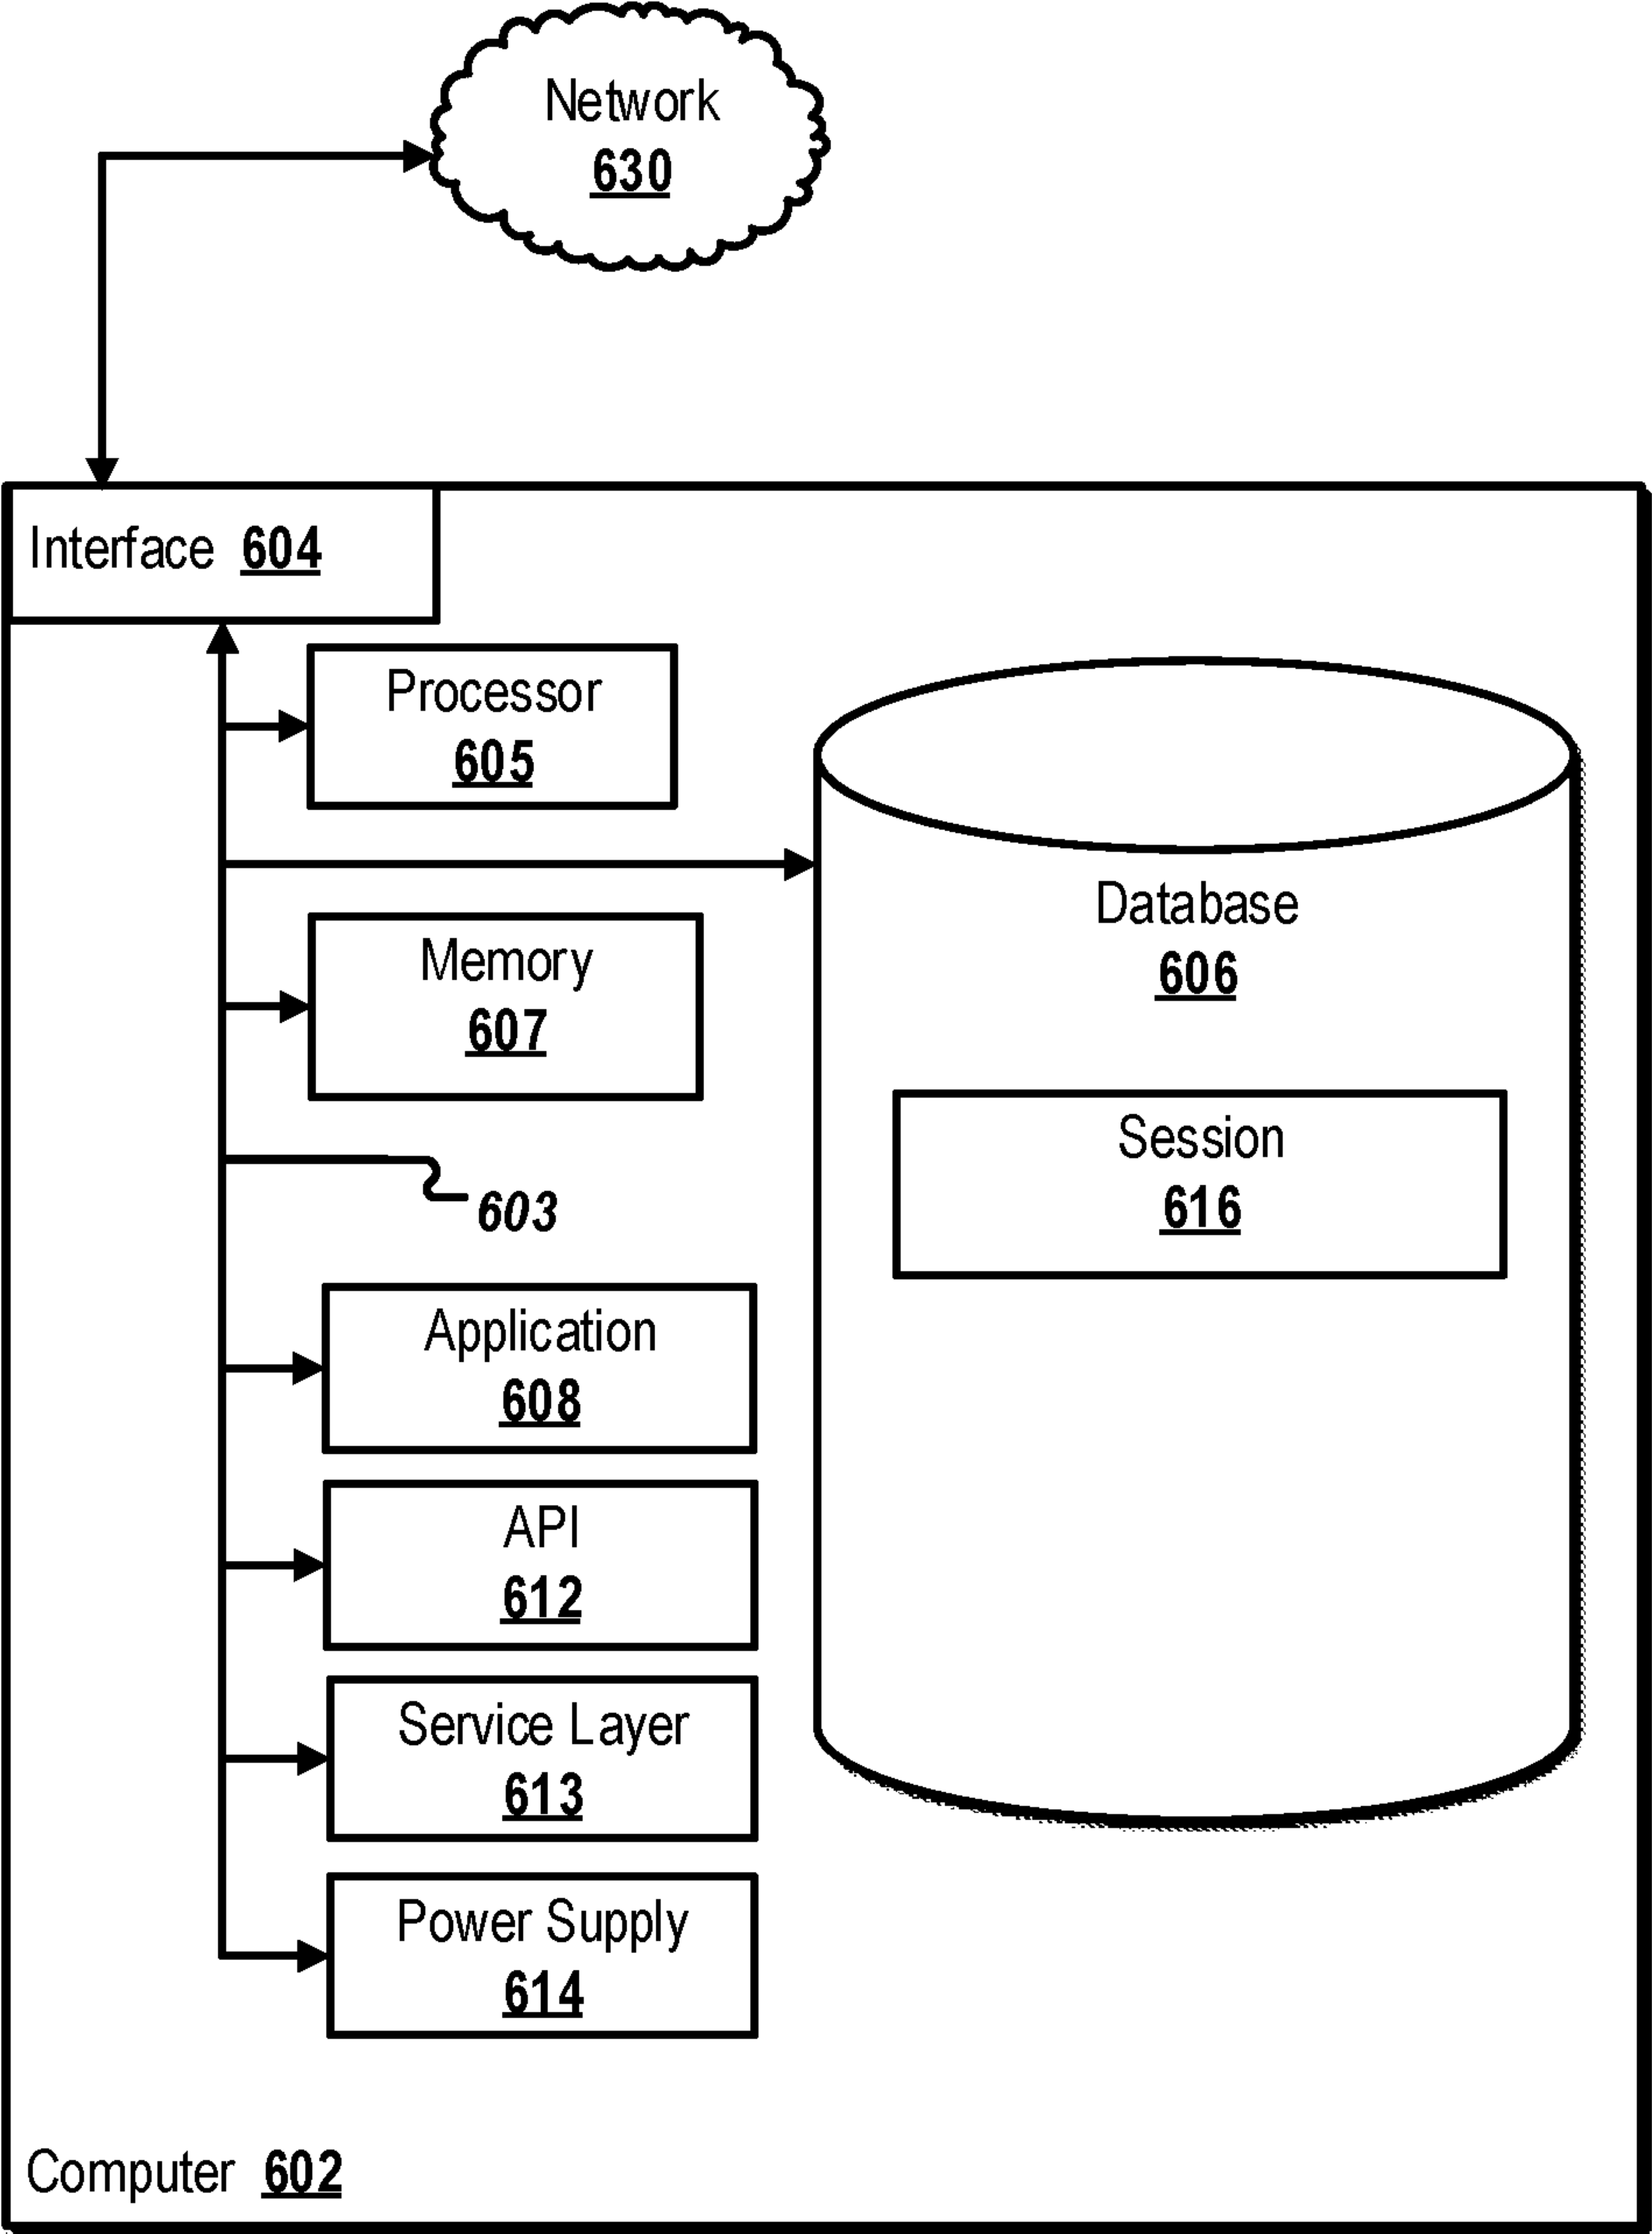 Network
630
Interface 604
Processor
605
Database
606
Memory
607
Session
616
603
Application
608
API
612
Service Layer
613
Power Supply
614
Computer 602